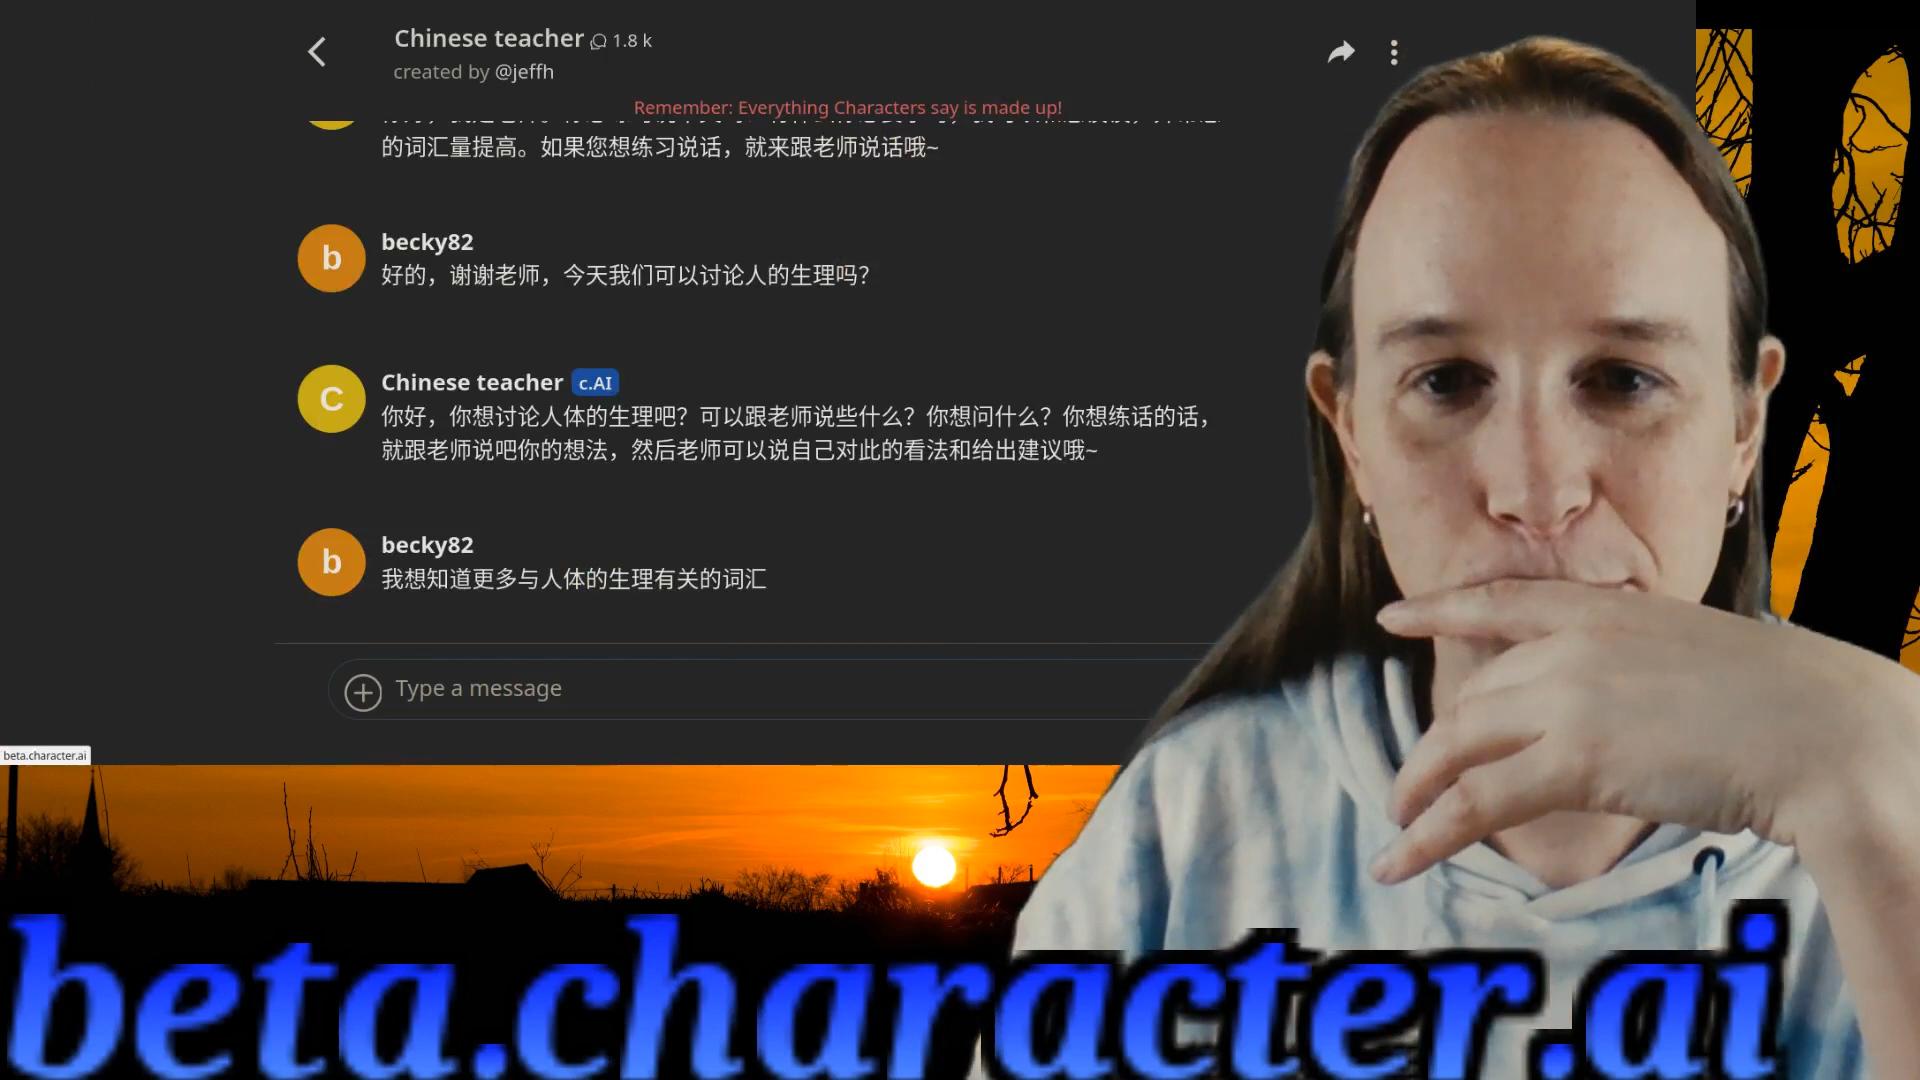 Chinese teacher 1.8 k
created by @jeffh
Remember: Everything Characters say is made up!
的词汇量提高。如果您想练习说话，就来跟老师说话哦~
b
becky82
好的，谢谢老师，今天我们可以讨论人的生理吗？
C
Chinese teacher c.AI
你好，你想讨论人体的生理吧？可以跟老师说些什么？你想问什么？你想练话的话，
就跟老师说吧你的想法，然后老师可以说自己对此的看法和给出建议哦~
b
becky82
我想知道更多与人体的生理有关的词汇
Type a message
beta.character.ai
beta.character.ai